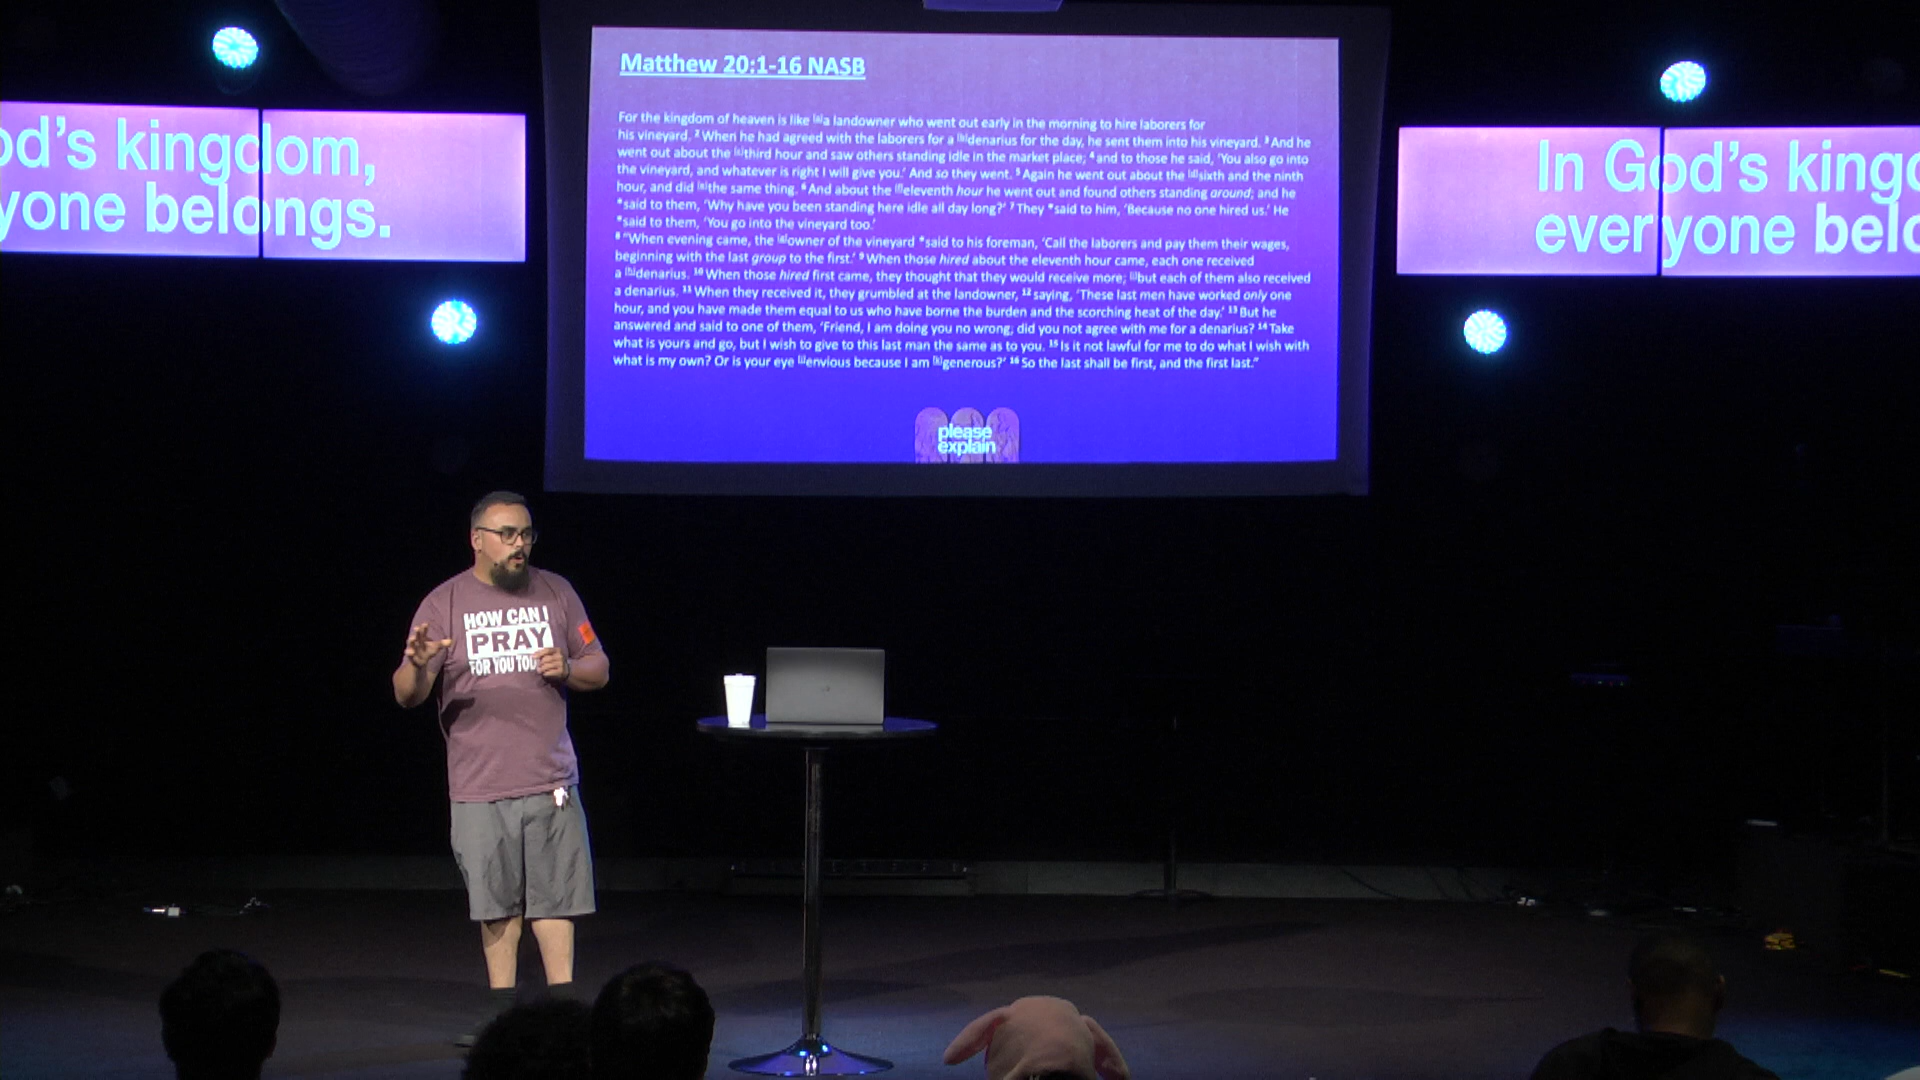 Matthew 20:1-16 NASB
For the kingdom of heaven is like [a]a landowner who went out early in the morning to hire laborers for
his vineyard. 2 When he had agreed with the laborers for a [b]denarius for the day, he sent them into his vineyard. 3 And he
went out about the [c]third hour and saw others standing idle in the market place; 4 and to those he said, ‘You also go into
the vineyard, and whatever is right I will give you.’ And so they went. 5 Again he went out about the [d]sixth and the ninth
hour, and did [e]the same thing. 6 And about the [f]eleventh hour he went out and found others standing around; and he
*said to them, ‘Why have you been standing here idle all day long?’ 7 They *said to him, ‘Because no one hired us.’ He
*said to them, ‘You go into the vineyard too.’
8 “When evening came, the [g]owner of the vineyard *said to his foreman, ‘Call the laborers and pay them their wages,
beginning with the last group to the first.’ 9 When those hired about the eleventh hour came, each one received
a [h]denarius. 10 When those hired first came, they thought that they would receive more; [i]but each of them also received
a denarius. 11 When they received it, they grumbled at the landowner, 12 saying, ‘These last men have worked only one
hour, and you have made them equal to us who have borne the burden and the scorching heat of the day.’ 13 But he
answered and said to one of them, ‘Friend, I am doing you no wrong; did you not agree with me for a denarius? 14 Take
what is yours and go, but I wish to give to this last man the same as to you. 15 Is it not lawful for me to do what I wish with
what is my own? Or is your eye [j]envious because I am [k]generous?’ 16 So the last shall be first, and the first last.”
please
explain
od’s kingdom,
yone belongs.
In God’s kingd
everyone belo
HOW CAN I
PRAY
FOR YOU TOD